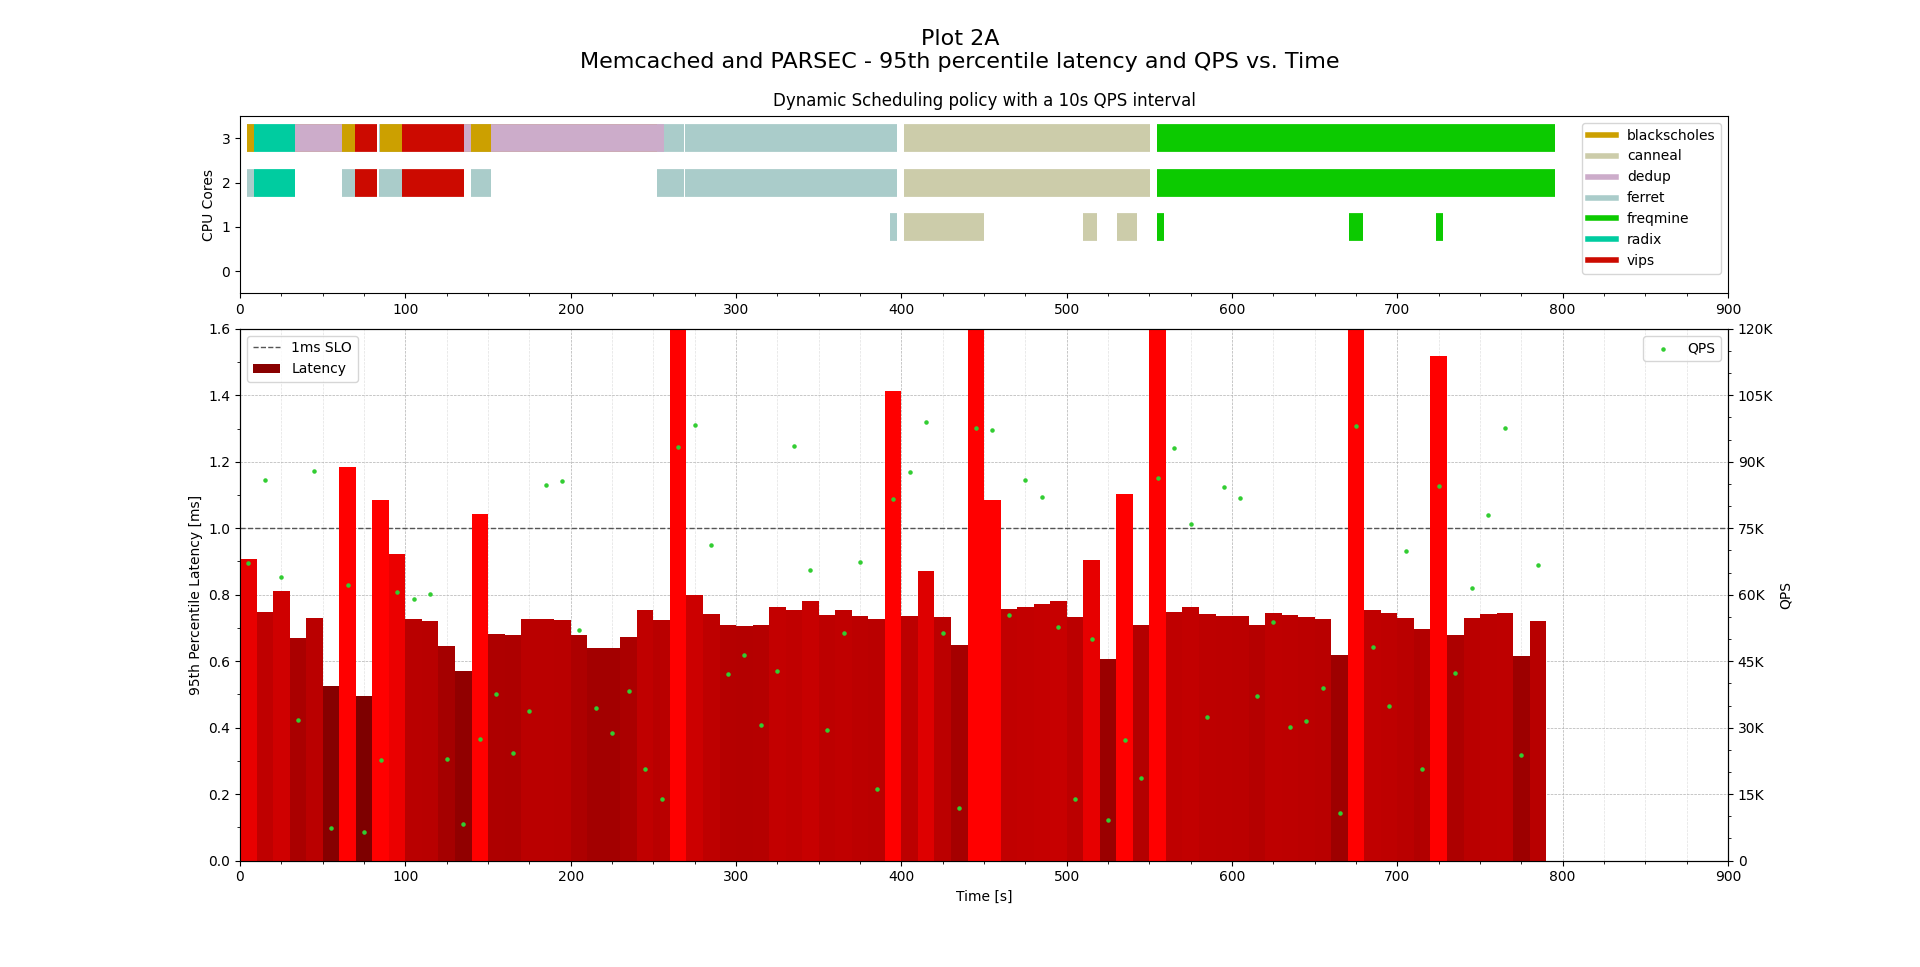 Plot 2A
Memcached and PARSEC - 95th percentile latency and QPS vs. Time
Dynamic Scheduling policy with a 10s QPS interval
CPU Cores
3
2
1
0
blackscholes
canneal
dedup
ferret
freqmine
radix
vips
0 100 200 300 400 500 600 700 800 900
95th Percentile Latency [ms]
1.6
1.4
1.2
1.0
0.8
0.6
0.4
0.2
0.0
1ms SLO
Latency
QPS
120K
105K
90K
75K
60K
45K
30K
15K
0
QPS
0 100 200 300 400 500 600 700 800 900
Time [s]